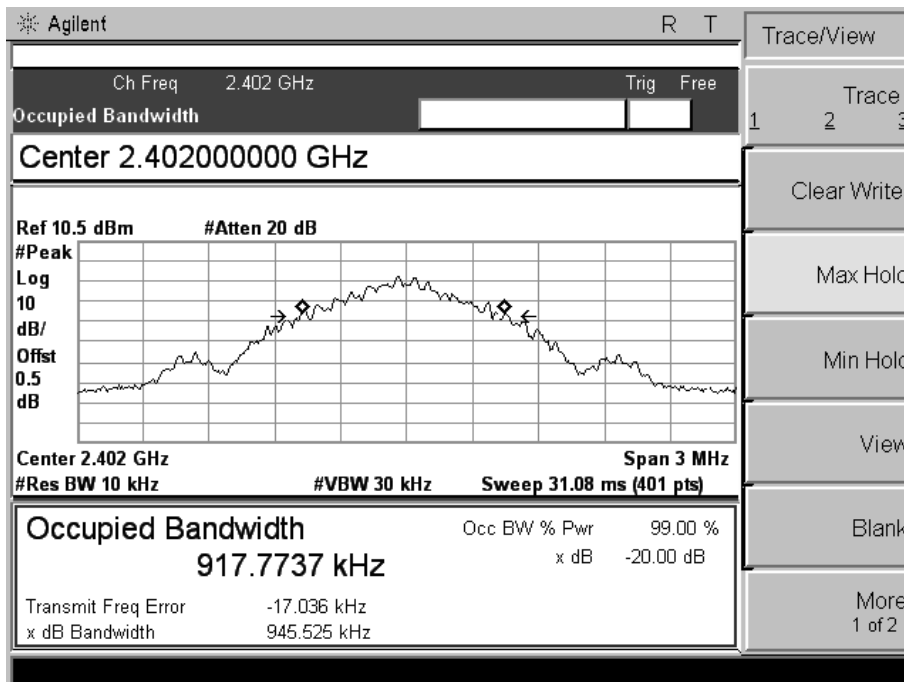 Agilent R T
Trace/View
Ch Freq 2.402 GHz Trig Free
Occupied Bandwidth
Trace
1 2 3
Center 2.402000000 GHz
Clear Write
Ref 10.5 dBm #Atten 20 dB
#Peak
Log
10
dB/
Offst
0.5
dB
Max Hold
Min Hold
Center 2.402 GHz Span 3 MHz
#Res BW 10 kHz #VBW 30 kHz Sweep 31.08 ms (401 pts)
View
Occupied Bandwidth Occ BW % Pwr 99.00 %
917.7737 kHz x dB -20.00 dB
Blank
Transmit Freq Error -17.036 kHz
x dB Bandwidth 945.525 kHz
More
1 of 2